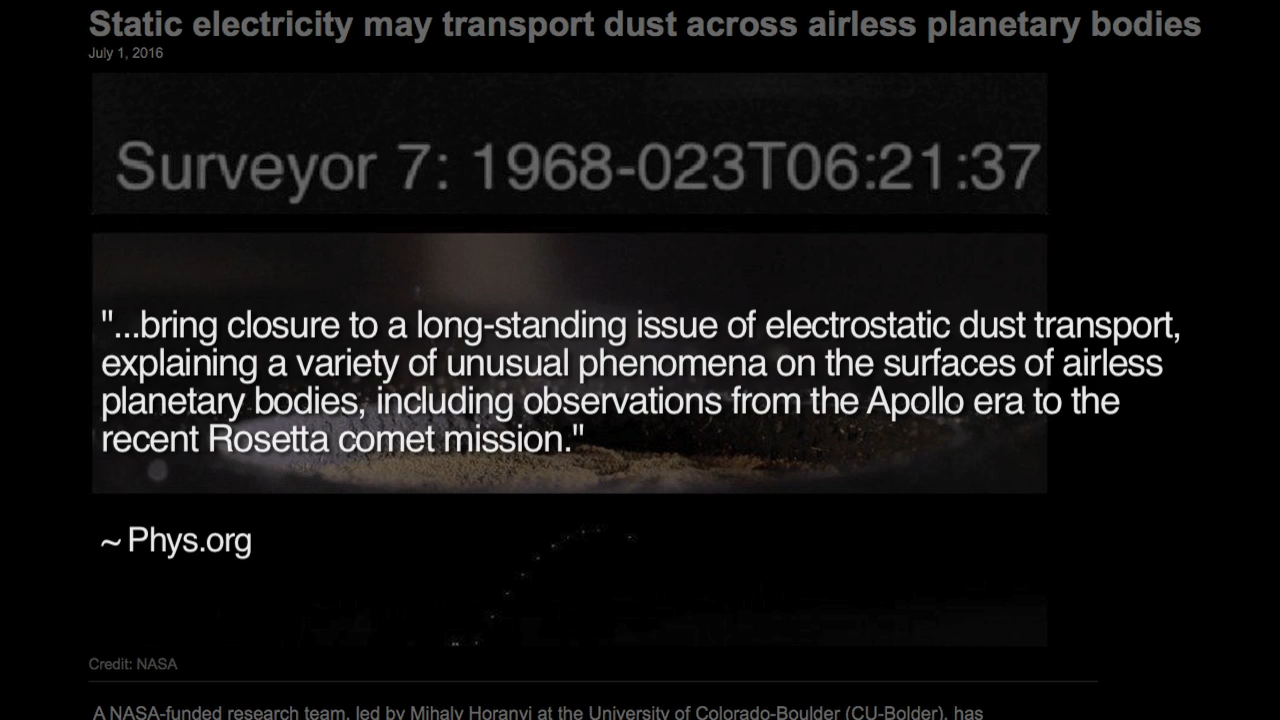 Static electricity may transport dust across airless planetary bodies
July 1, 2016
Surveyor 7: 1968-023T06:21:37
"...bring closure to a long-standing issue of electrostatic dust transport,
explaining a variety of unusual phenomena on the surfaces of airless
planetary bodies, including observations from the Apollo era to the
recent Rosetta comet mission."
~ Phys.org
Credit: NASA
A NASA-funded research team, led by Mihaly Horanyi at the University of Colorado-Boulder (CU-Bolder), has